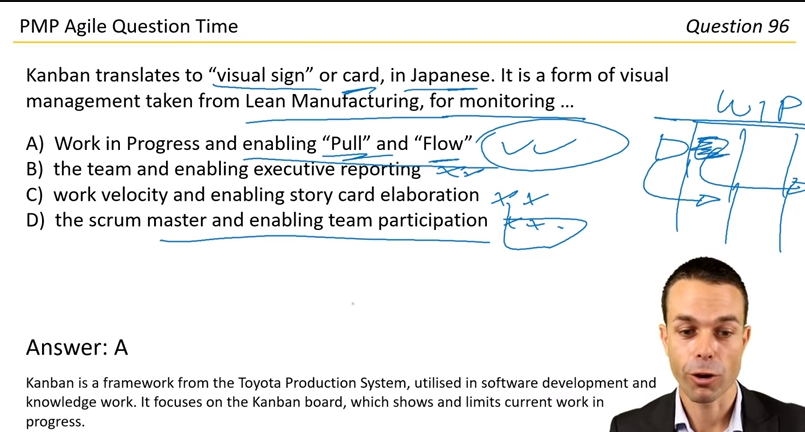 PMP Agile Question Time
Question 96
Kanban translates to “visual sign” or card, in Japanese. It is a form of visual
management taken from Lean Manufacturing, for monitoring ...
A) Work in Progress and enabling “Pull” and “Flow”
B) the team and enabling executive reporting
C) work velocity and enabling story card elaboration
D) the scrum master and enabling team participation
WIP
Answer: A
Kanban is a framework from the Toyota Production System, utilised in software development and
knowledge work. It focuses on the Kanban board, which shows and limits current work in
progress.